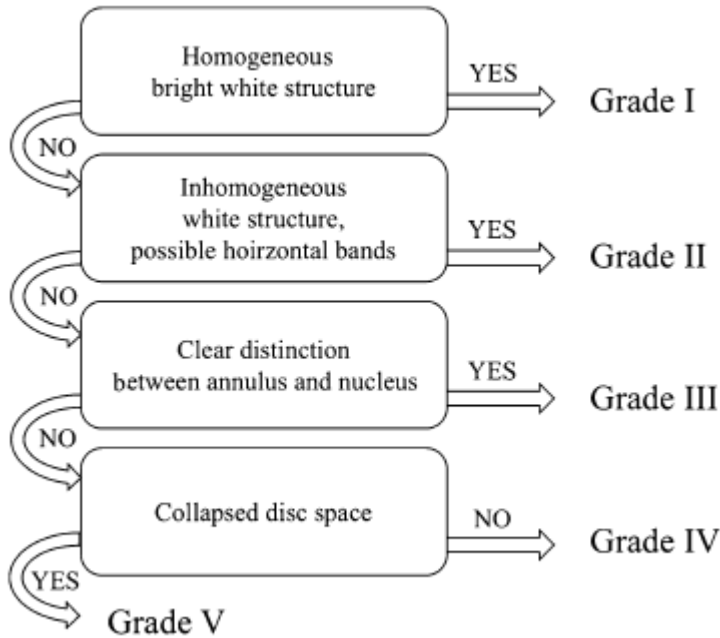 Homogeneous
bright white structure
YES
Grade I
NO
Inhomogeneous
white structure,
possible hoirzontal bands
YES
Grade II
NO
Clear distinction
between annulus and nucleus
YES
Grade III
NO
Collapsed disc space
NO
Grade IV
YES
Grade V